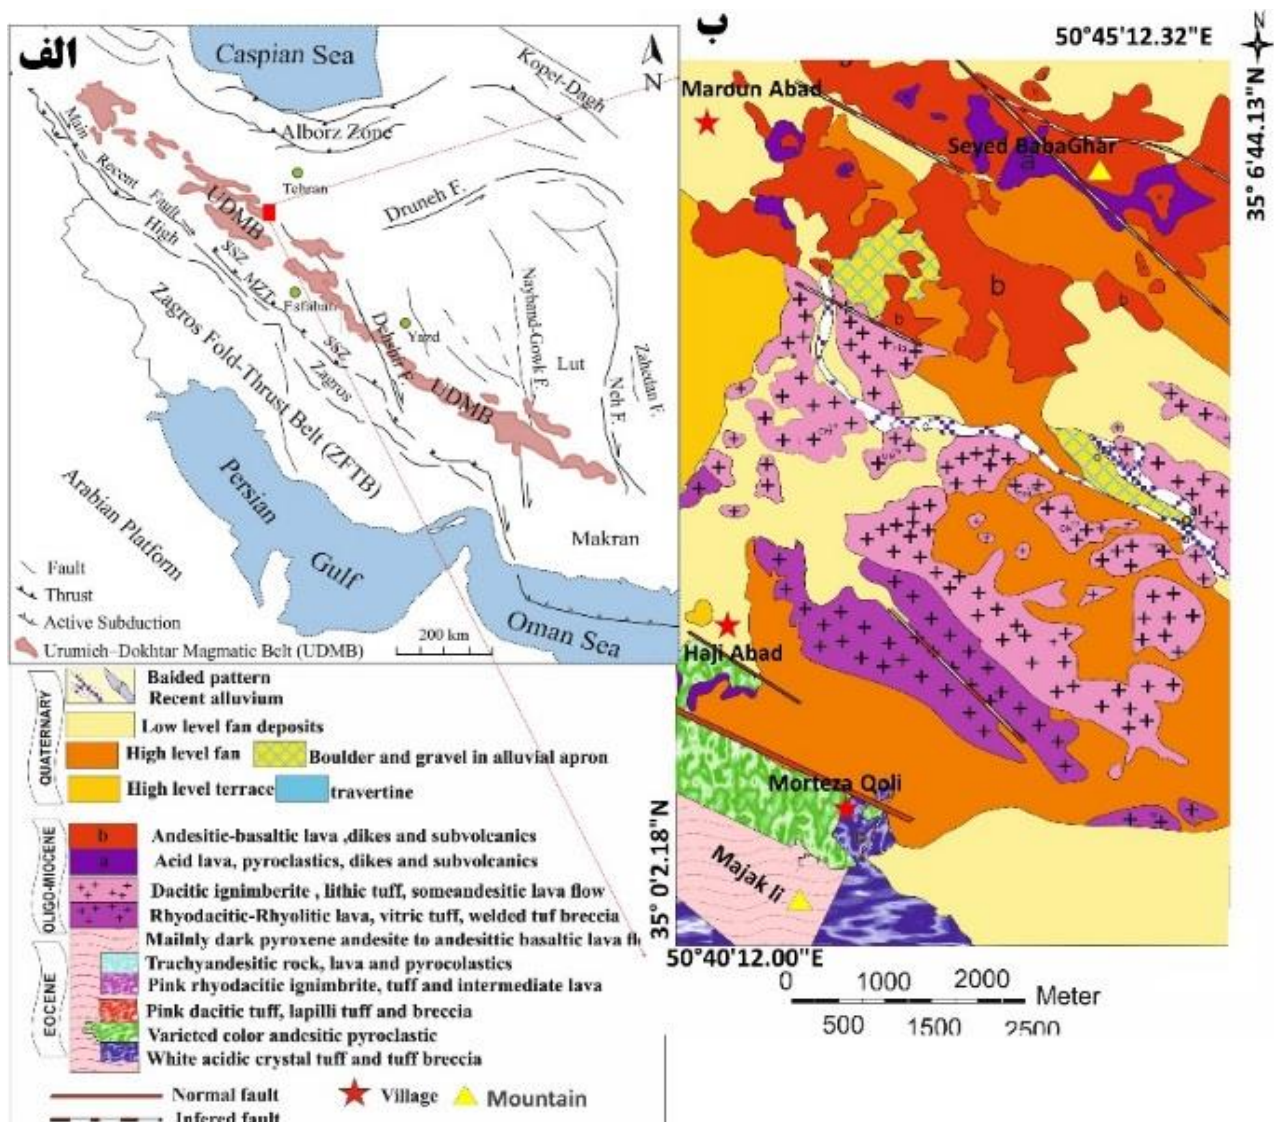 الف
Caspian Sea
Kopet-Dagh
N
Alborz Zone
Main
Recent
Fault
Tehran
UDMB
Druneh F.
High
SSZ
MZT
Esfahan
Zagros Fold-Thrust Belt (ZFTB)
Dehshir F.
Yazd
Nayband-Gowk F.
Lut
Zahedan F.
Neh F.
SSZ
Zagros
UDMB
Arabian Platform
Persian
Gulf
Makran
Oman Sea
Fault
Thrust
Active Subduction
200 km
Urumieh–Dokhtar Magmatic Belt (UDMB)
ب
50°45'12.32"E
N
35° 6'44.13"N
Mardun Abad
Seyed BabaGhar
a
b
b
b
Haji Abad
Morteza Qoli
Majak li
35° 0'2.18"N
50°40'12.00"E
0 1000 2000
Meter
500 1500 2500
QUATERNARY
Baided pattern
Recent alluvium
Low level fan deposits
High level fan
Boulder and gravel in alluvial apron
High level terrace
travertine
OLIGO-MIOCENE
b Andesitic-basaltic lava ,dikes and subvolcanics
a Acid lava, pyroclastics, dikes and subvolcanics
Dacitic ignimberite , lithic tuff, someandesitic lava flow
Rhyodacitic-Rhyolitic lava, vitric tuff, welded tuf breccia
EOCENE
Mailnly dark pyroxene andesite to andesittic basaltic lava fl
Trachyandesitic rock, lava and pyrocolastics
Pink rhyodacitic ignimbrite, tuff and intermediate lava
Pink dacitic tuff, lapilli tuff and breccia
Varieted color andesitic pyroclastic
White acidic crystal tuff and tuff breccia
Normal fault
Village
Mountain
Infered fault